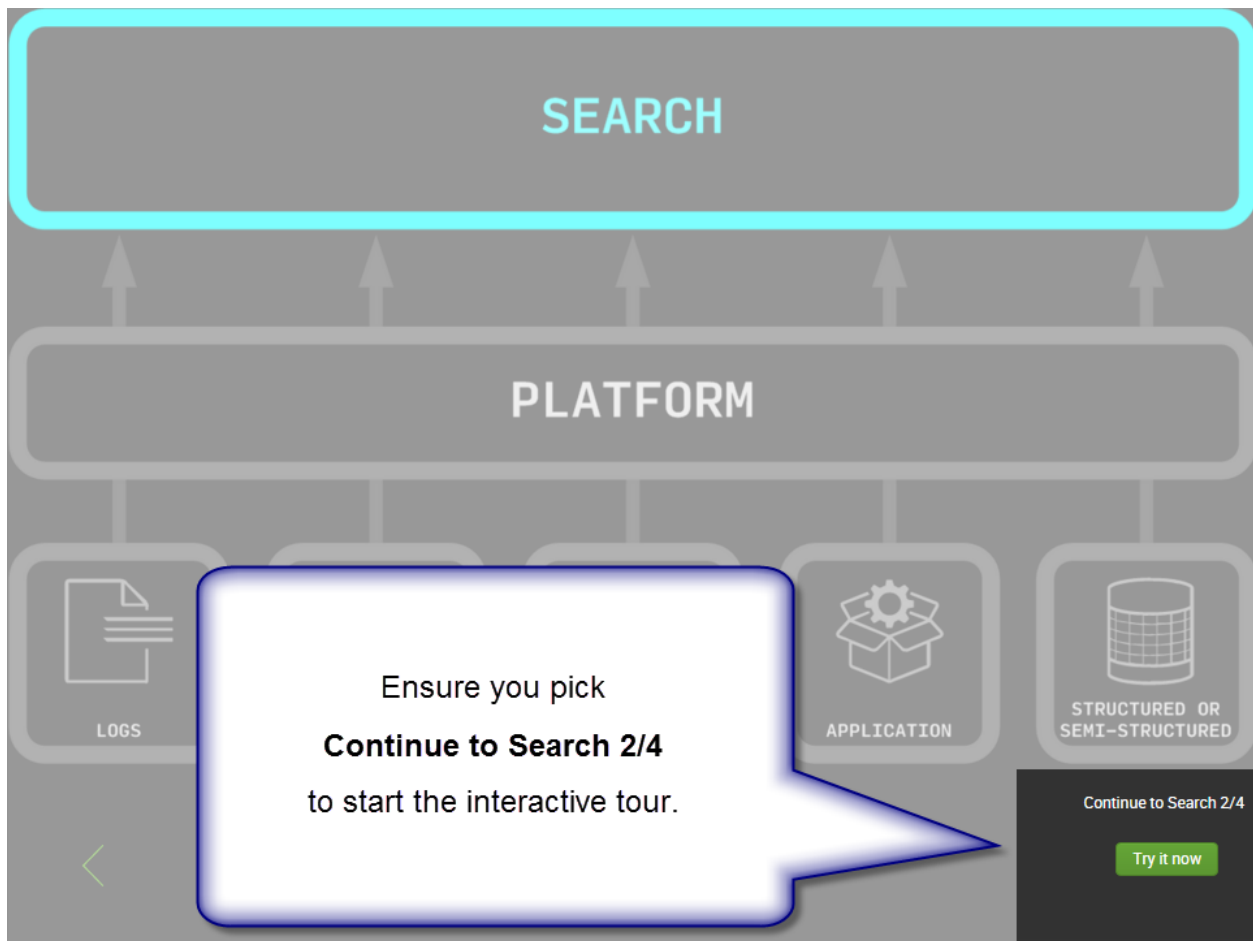 SEARCH
PLATFORM
LOGS
APPLICATION
STRUCTURED OR
SEMI-STRUCTURED
Ensure you pick
Continue to Search 2/4
to start the interactive tour.
Continue to Search 2/4
Try it now